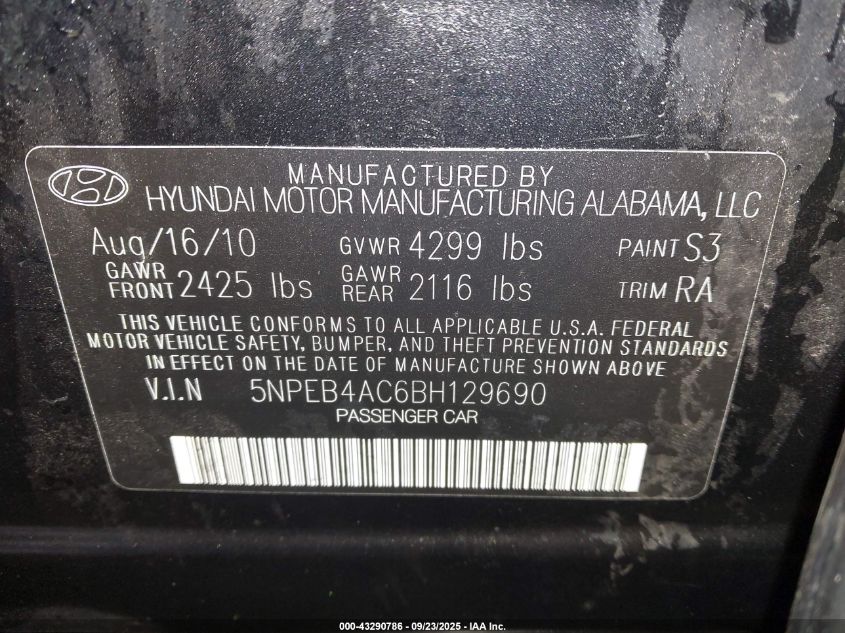 MANUFACTURED BY
HYUNDAI MOTOR MANUFACTURING ALABAMA, LLC
Aug/16/10 GVWR 4299 lbs PAINT S3
GAWR FRONT 2425 lbs GAWR REAR 2116 lbs TRIM RA
THIS VEHICLE CONFORMS TO ALL APPLICABLE U.S.A. FEDERAL
MOTOR VEHICLE SAFETY, BUMPER, AND THEFT PREVENTION STANDARDS
IN EFFECT ON THE DATE OF MANUFACTURE SHOWN ABOVE
V.I.N 5NPEB4AC6BH129690
PASSENGER CAR
000-43290786 - 09/23/2025 - IAA Inc.